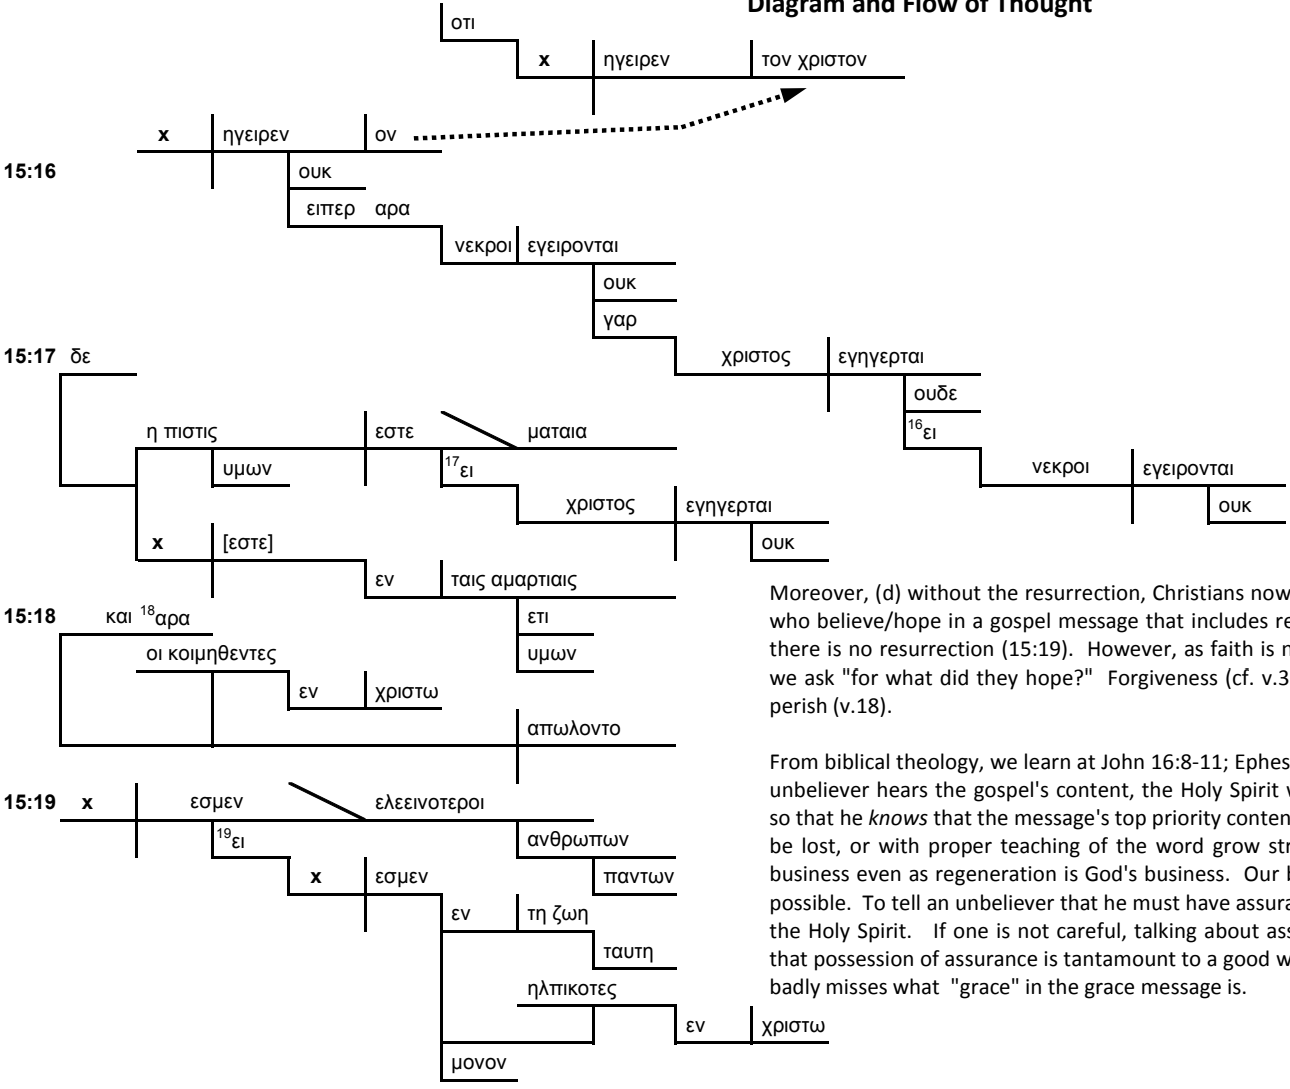 Diagram and Flow of Thought
οτι
x ηγειρεν τον χριστον
x ηγειρεν ον
15:16 ουκ
ειπερ αρα
νεκροι εγειρονται
ουκ
γαρ
15:17 δε χριστος εγηγερται
ουδε
η πιστις εστε ματαια 16ει
υμων 17ει νεκροι εγειρονται
χριστος εγηγερται ουκ
x [εστε] ουκ
εν ταις αμαρτιαις
15:18 και 18αρα ετι
οι κοιμηθεντες υμων
εν χριστω
απωλοντο
15:19 x εσμεν ελεεινοτεροι
19ει ανθρωπων
x εσμεν παντων
εν τη ζωη
ταυτη
ηλπικοτες
εν χριστω
μονον
Moreover, (d) without the resurrection, Christians now
who believe/hope in a gospel message that includes re
there is no resurrection (15:19). However, as faith is n
we ask "for what did they hope?" Forgiveness (cf. v.3
perish (v.18).
From biblical theology, we learn at John 16:8-11; Ephes
unbeliever hears the gospel's content, the Holy Spirit w
so that he knows that the message's top priority conten
be lost, or with proper teaching of the word grow str
business even as regeneration is God's business. Our b
possible. To tell an unbeliever that he must have assura
the Holy Spirit. If one is not careful, talking about ass
that possession of assurance is tantamount to a good w
badly misses what "grace" in the grace message is.